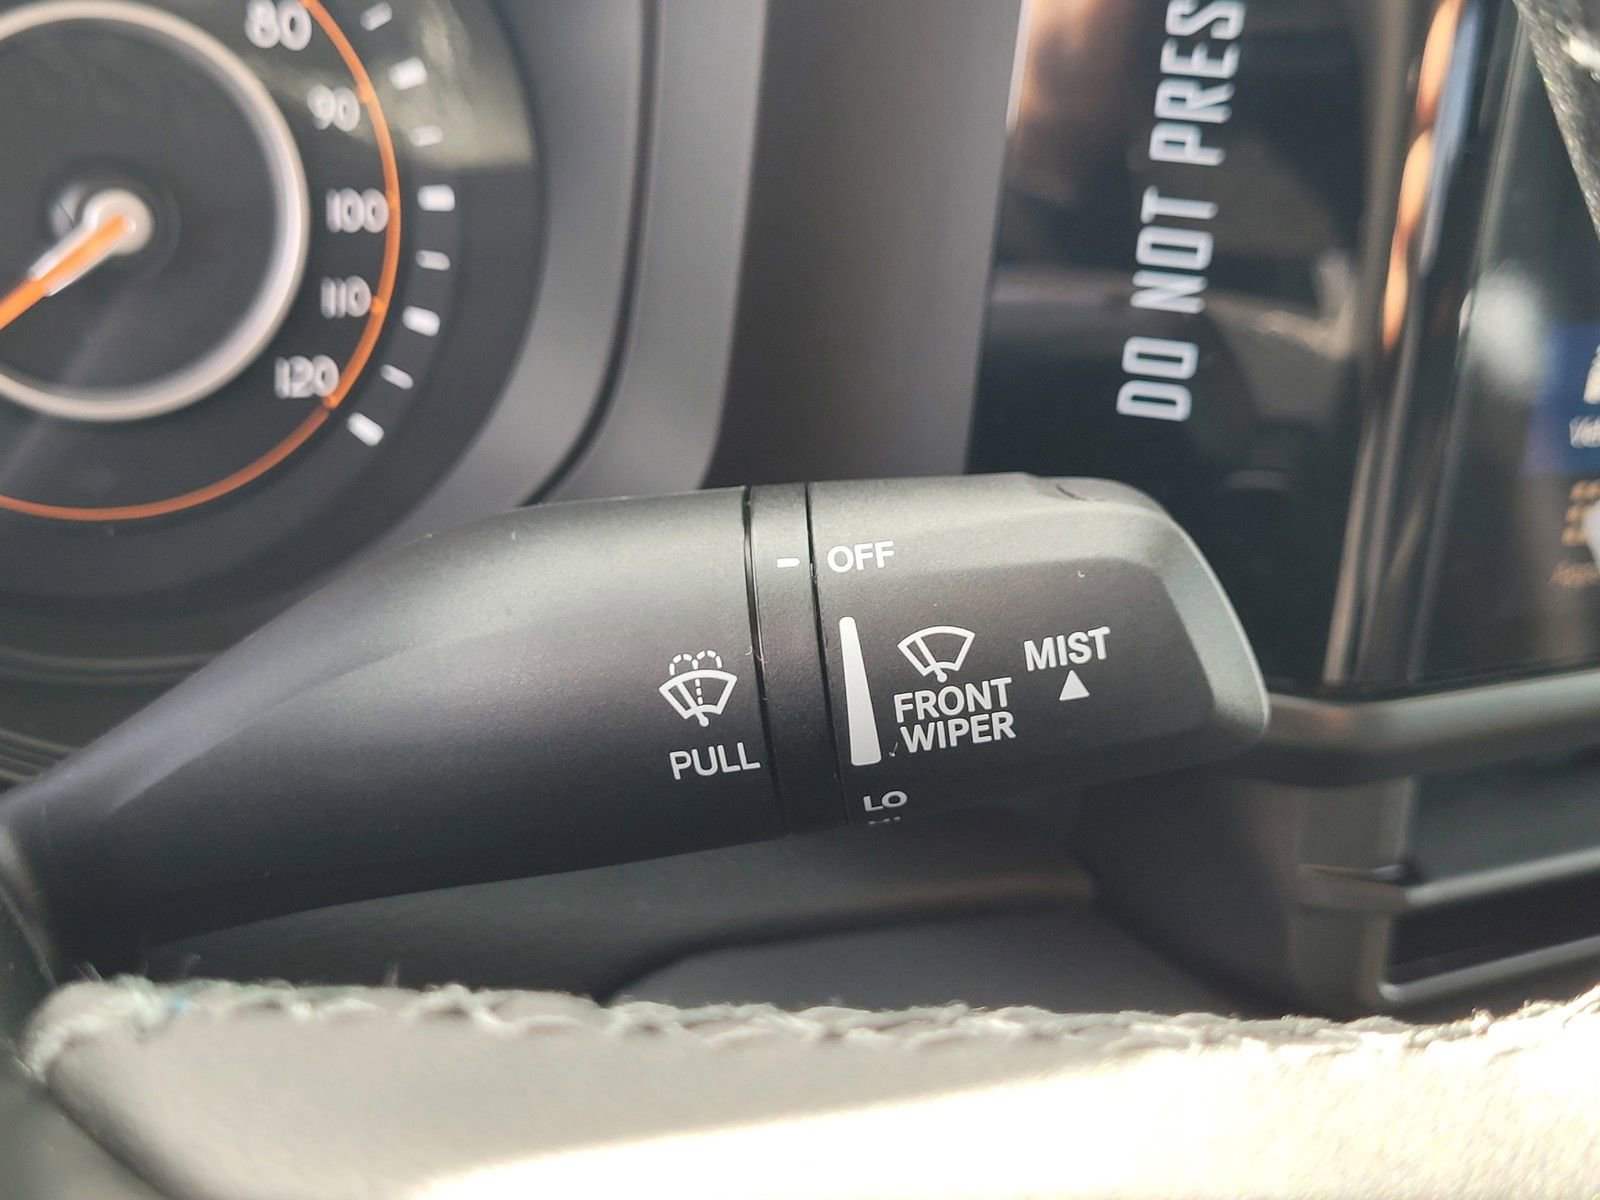 80
90
100
110
120
DO NOT PRES
- OFF
MIST
FRONT
WIPER
PULL
LO